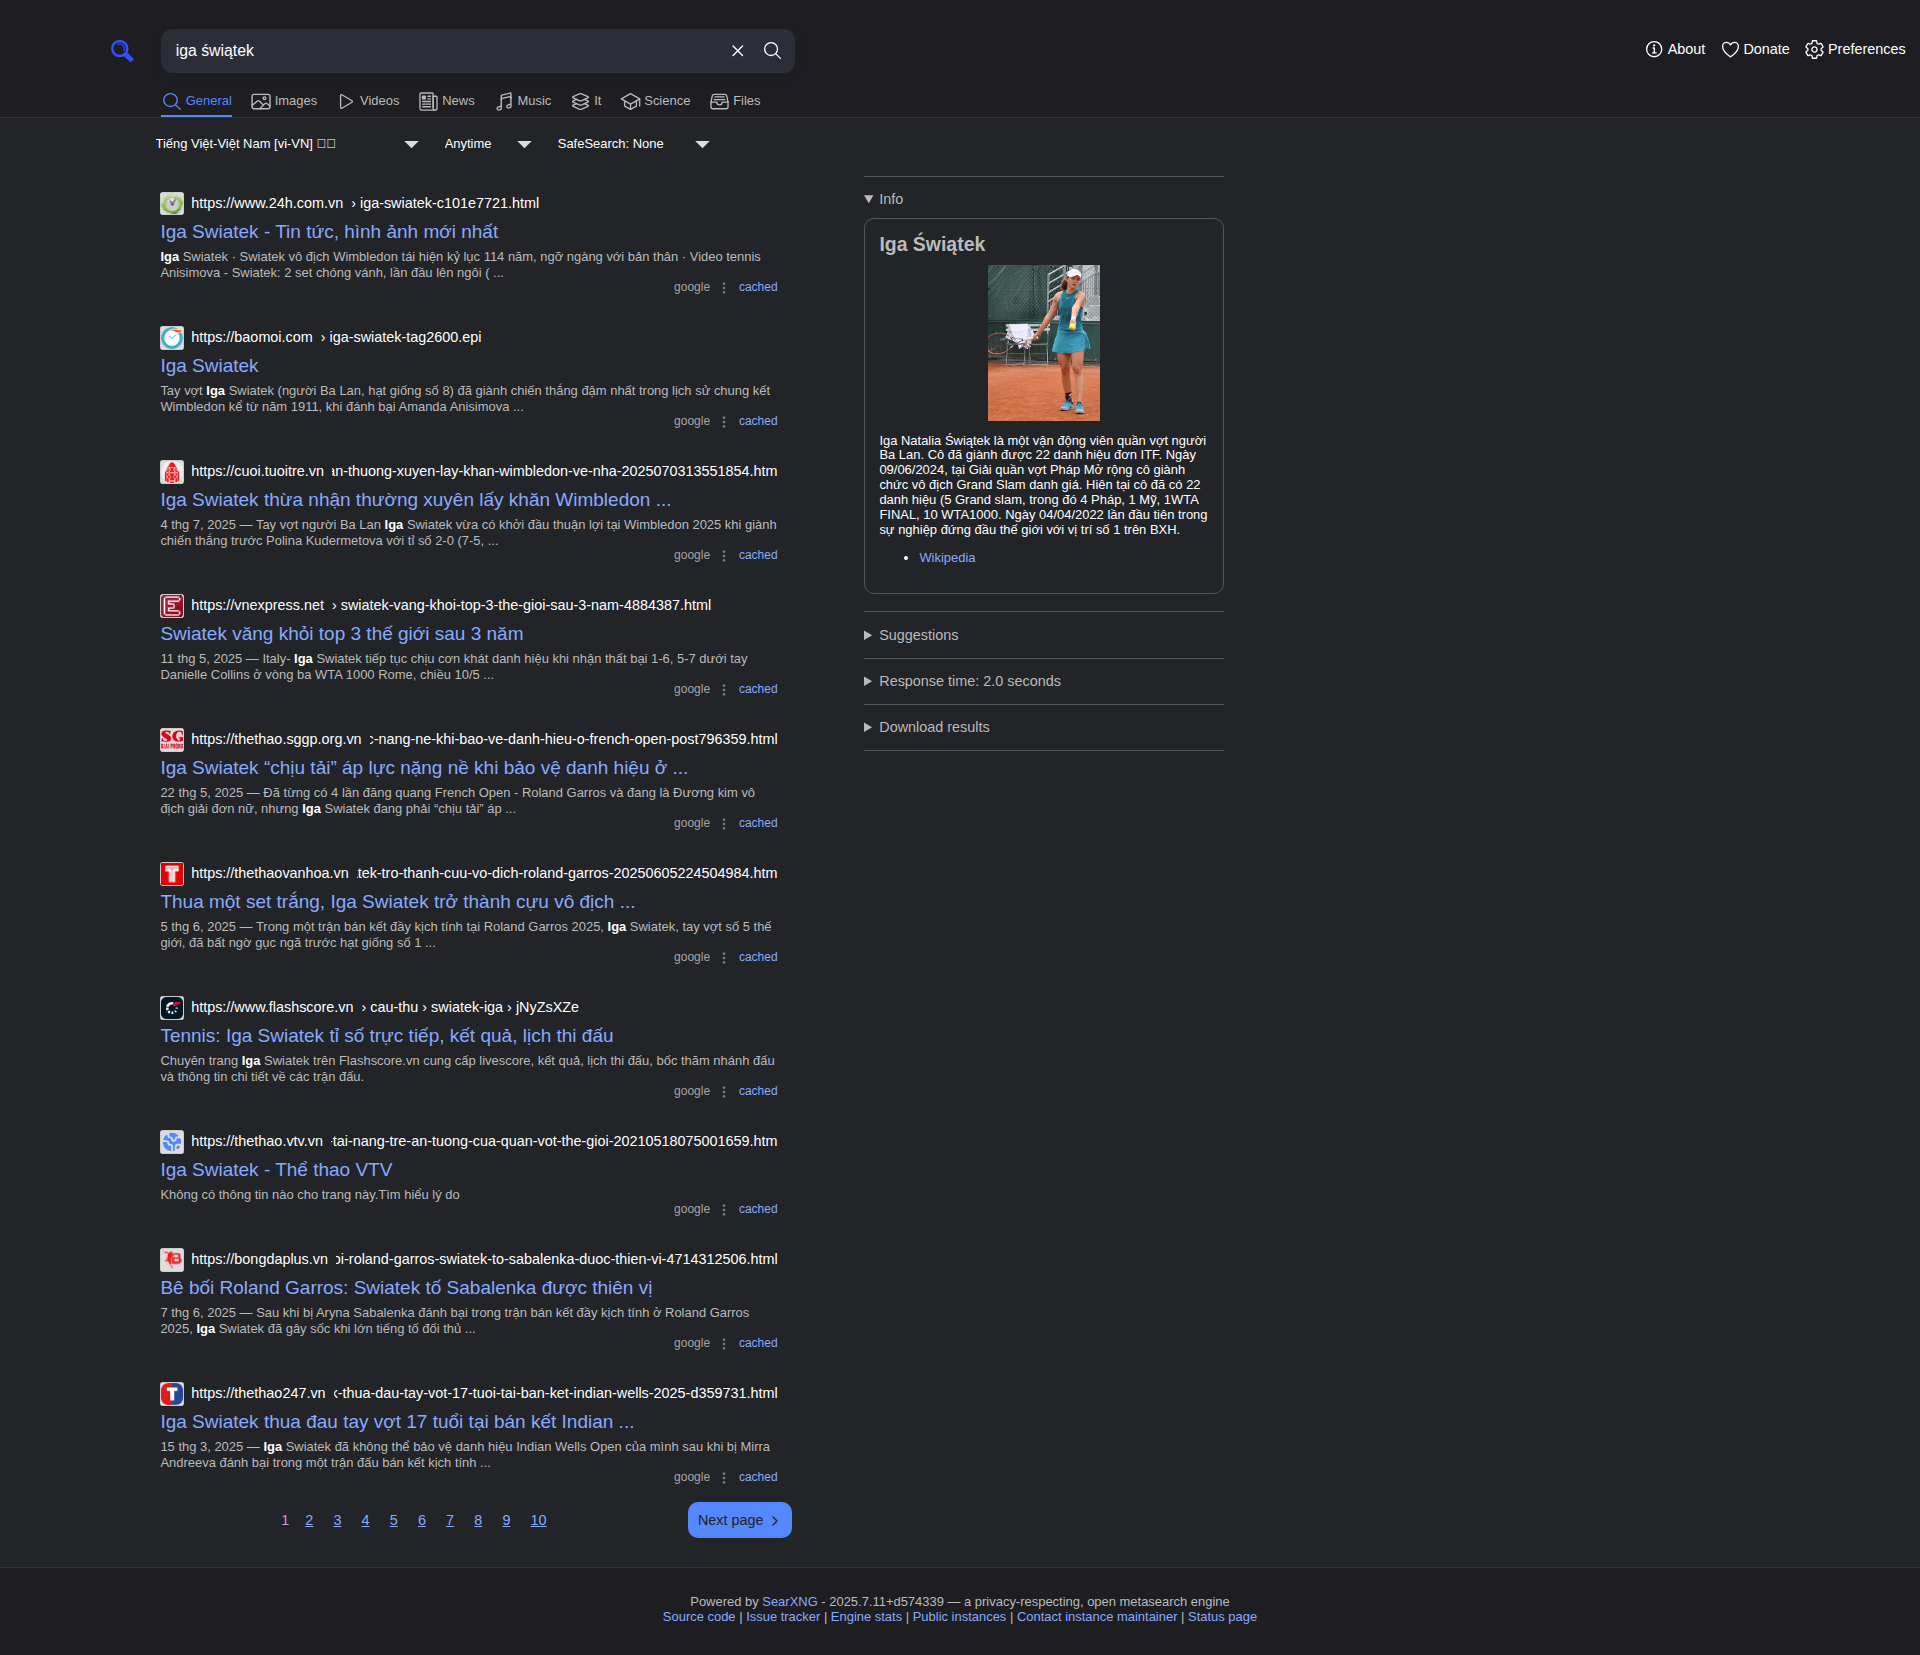 iga świątek
About
Donate
Preferences
General
Images
Videos
News
Music
It
Science
Files
Tiếng Việt-Việt Nam [vi-VN]
Anytime
SafeSearch: None
https://www.24h.com.vn › iga-swiatek-c101e7721.html
Iga Swiatek - Tin tức, hình ảnh mới nhất
Iga Swiatek · Swiatek vô địch Wimbledon tái hiện kỷ lục 114 năm, ngỡ ngàng với bản thân · Video tennis
Anisimova - Swiatek: 2 set chóng vánh, lần đầu lên ngôi ( ...
google
cached
https://baomoi.com › iga-swiatek-tag2600.epi
Iga Swiatek
Tay vợt Iga Swiatek (người Ba Lan, hạt giống số 8) đã giành chiến thắng đậm nhất trong lịch sử chung kết
Wimbledon kể từ năm 1911, khi đánh bại Amanda Anisimova ...
google
cached
https://cuoi.tuoitre.vn an-thuong-xuyen-lay-khan-wimbledon-ve-nha-2025070313551854.htm
Iga Swiatek thừa nhận thường xuyên lấy khăn Wimbledon ...
4 thg 7, 2025 — Tay vợt người Ba Lan Iga Swiatek vừa có khởi đầu thuận lợi tại Wimbledon 2025 khi giành
chiến thắng trước Polina Kudermetova với tỉ số 2-0 (7-5, ...
google
cached
https://vnexpress.net › swiatek-vang-khoi-top-3-the-gioi-sau-3-nam-4884387.html
Swiatek văng khỏi top 3 thế giới sau 3 năm
11 thg 5, 2025 — Italy- Iga Swiatek tiếp tục chịu cơn khát danh hiệu khi nhận thất bại 1-6, 5-7 dưới tay
Danielle Collins ở vòng ba WTA 1000 Rome, chiều 10/5 ...
google
cached
https://thethao.sggp.org.vn c-nang-ne-khi-bao-ve-danh-hieu-o-french-open-post796359.html
Iga Swiatek “chịu tải” áp lực nặng nề khi bảo vệ danh hiệu ở ...
22 thg 5, 2025 — Đã từng có 4 lần đăng quang French Open - Roland Garros và đang là Đương kim vô
địch giải đơn nữ, nhưng Iga Swiatek đang phải “chịu tải” áp ...
google
cached
https://thethaovanhoa.vn tek-tro-thanh-cuu-vo-dich-roland-garros-20250605224504984.htm
Thua một set trắng, Iga Swiatek trở thành cựu vô địch ...
5 thg 6, 2025 — Trong một trận bán kết đầy kịch tính tại Roland Garros 2025, Iga Swiatek, tay vợt số 5 thế
giới, đã bất ngờ gục ngã trước hạt giống số 1 ...
google
cached
https://www.flashscore.vn › cau-thu › swiatek-iga › jNyZsXZe
Tennis: Iga Swiatek tỉ số trực tiếp, kết quả, lịch thi đấu
Chuyên trang Iga Swiatek trên Flashscore.vn cung cấp livescore, kết quả, lịch thi đấu, bốc thăm nhánh đấu
và thông tin chi tiết về các trận đấu.
google
cached
https://thethao.vtv.vn -tai-nang-tre-an-tuong-cua-quan-vot-the-gioi-20210518075001659.htm
Iga Swiatek - Thể thao VTV
Không có thông tin nào cho trang này.Tìm hiểu lý do
google
cached
https://bongdaplus.vn oi-roland-garros-swiatek-to-sabalenka-duoc-thien-vi-4714312506.html
Bê bối Roland Garros: Swiatek tố Sabalenka được thiên vị
7 thg 6, 2025 — Sau khi bị Aryna Sabalenka đánh bại trong trận bán kết đầy kịch tính ở Roland Garros
2025, Iga Swiatek đã gây sốc khi lớn tiếng tố đối thủ ...
google
cached
https://thethao247.vn k-thua-dau-tay-vot-17-tuoi-tai-ban-ket-indian-wells-2025-d359731.html
Iga Swiatek thua đau tay vợt 17 tuổi tại bán kết Indian ...
15 thg 3, 2025 — Iga Swiatek đã không thể bảo vệ danh hiệu Indian Wells Open của mình sau khi bị Mirra
Andreeva đánh bại trong một trận đấu bán kết kịch tính ...
google
cached
1 2 3 4 5 6 7 8 9 10
Next page
Info
Iga Świątek
Iga Natalia Świątek là một vận động viên quần vợt người
Ba Lan. Cô đã giành được 22 danh hiệu đơn ITF. Ngày
09/06/2024, tại Giải quần vợt Pháp Mở rộng cô giành
chức vô địch Grand Slam danh giá. Hiên tại cô đã có 22
danh hiệu (5 Grand slam, trong đó 4 Pháp, 1 Mỹ, 1WTA
FINAL, 10 WTA1000. Ngày 04/04/2022 lần đầu tiên trong
sự nghiệp đứng đầu thế giới với vị trí số 1 trên BXH.
Wikipedia
Suggestions
Response time: 2.0 seconds
Download results
Powered by SearXNG - 2025.7.11+d574339 — a privacy-respecting, open metasearch engine
Source code | Issue tracker | Engine stats | Public instances | Contact instance maintainer | Status page